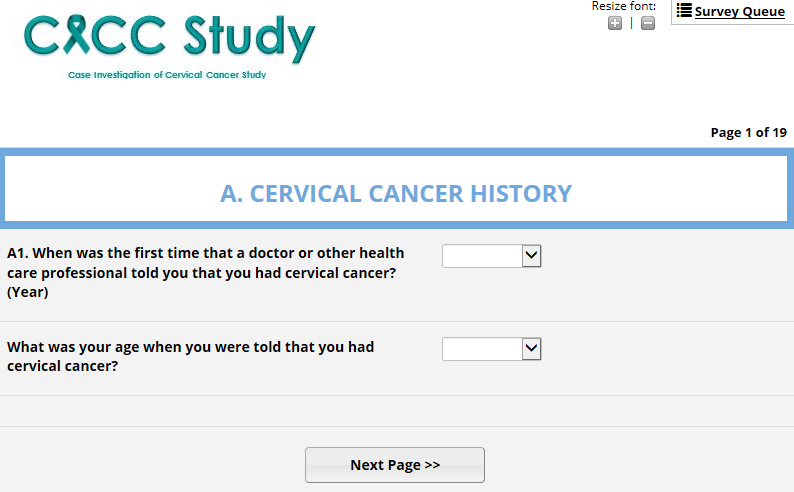 Resize font:
Survey Queue
CXCC Study
Case Investigation of Cervical Cancer Study
Page 1 of 19
A. CERVICAL CANCER HISTORY
A1. When was the first time that a doctor or other health
care professional told you that you had cervical cancer?
(Year)
What was your age when you were told that you had
cervical cancer?
Next Page >>